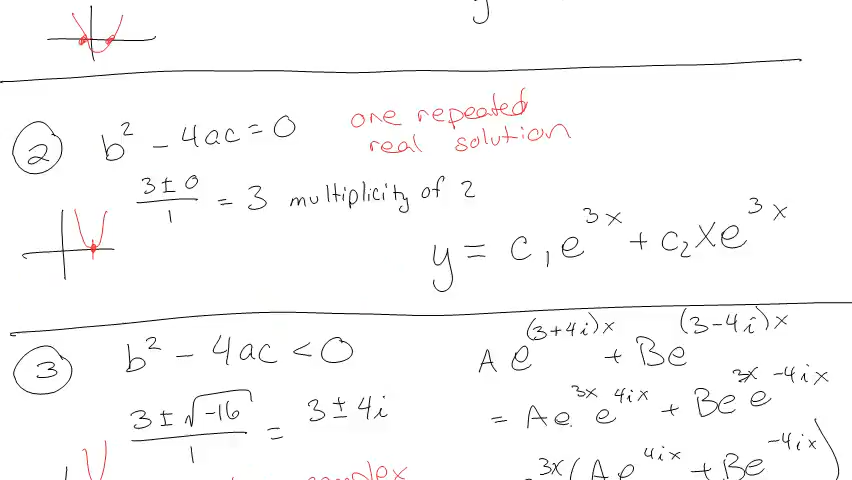 y
② b² - 4ac = 0 one repeated
real solution
(3 ± 0)/1 = 3 multiplicity of 2
y = c₁e^(3x) + c₂xe^(3x)
③ b² - 4ac < 0
(3 ± √-16)/1 = 3 ± 4i
complex
Ae^((3+4i)x) + Be^((3-4i)x)
= Ae^(3x) e^(4ix) + Be^(3x) e^(-4ix)
e^(3x) (Ae^(4ix) + Be^(-4ix))